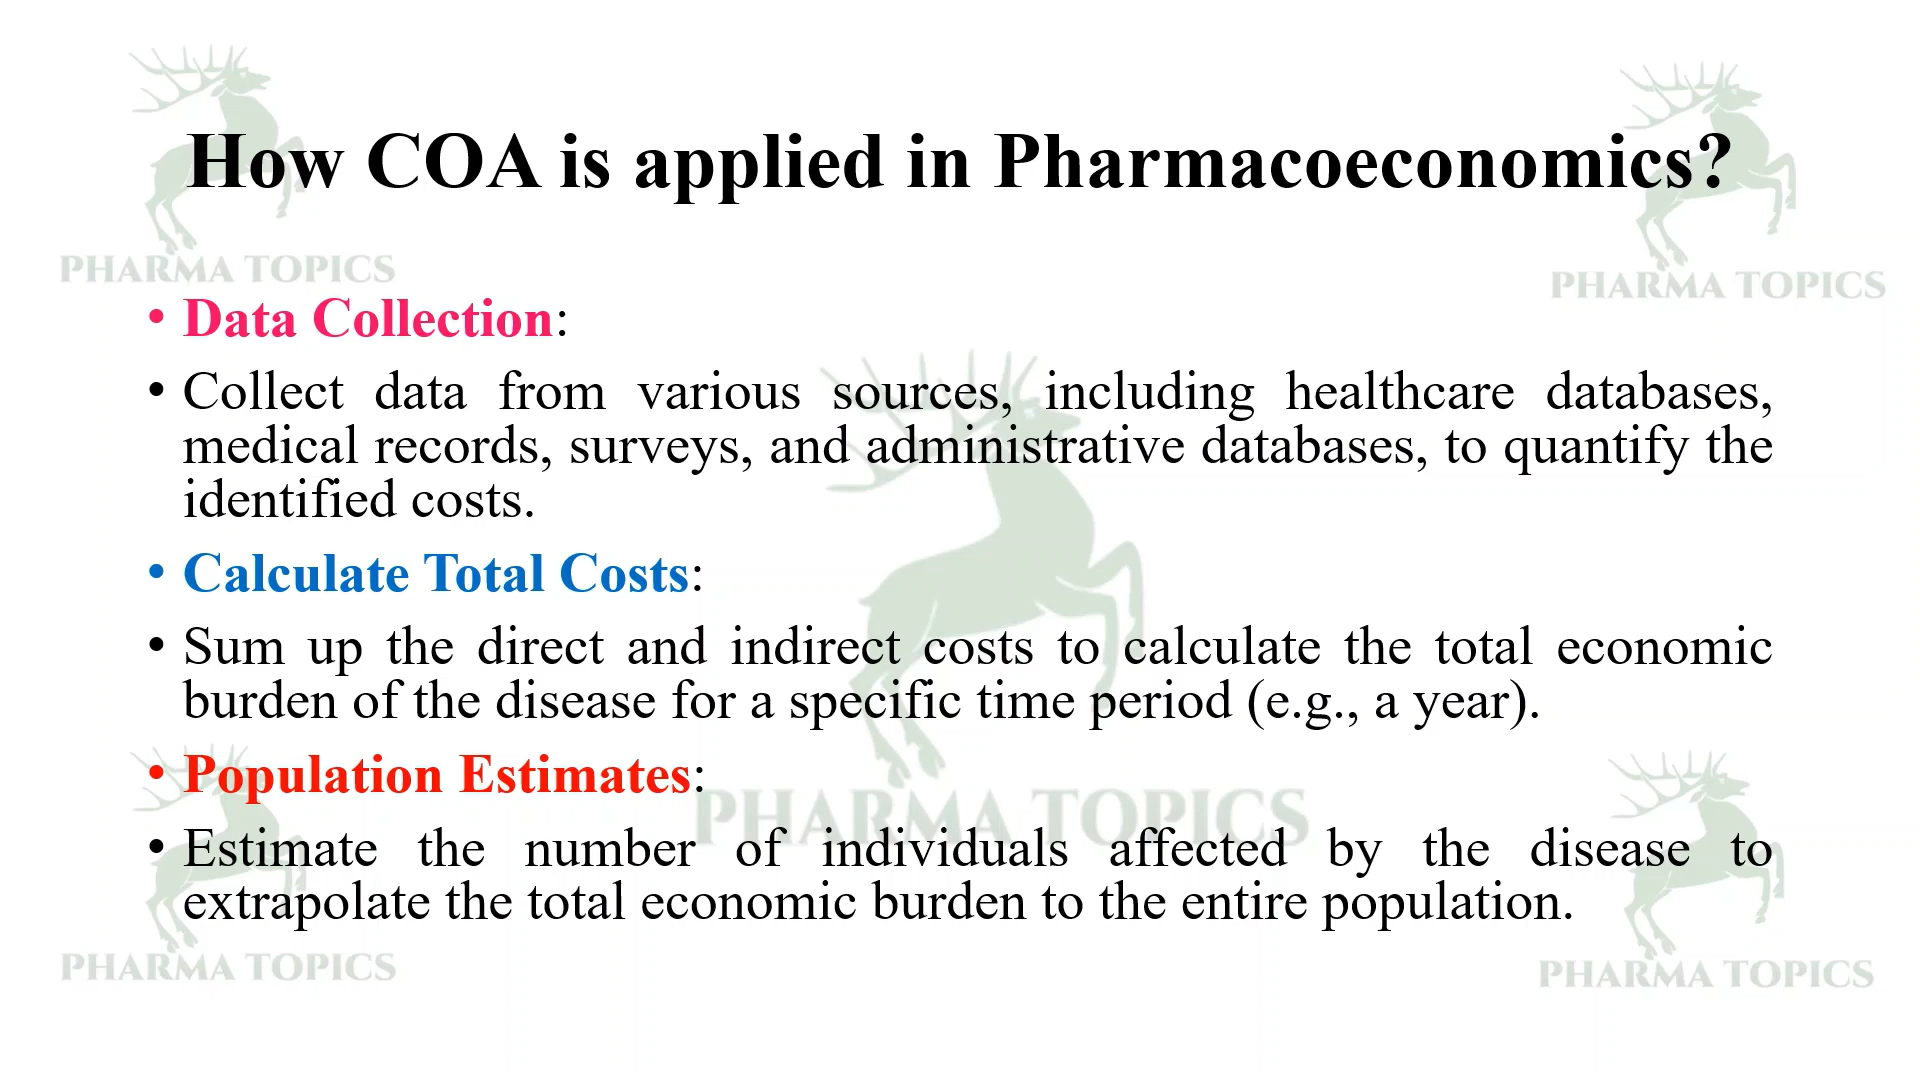 How COA is applied in Pharmacoeconomics?
PHARMA TOPICS
PHARMA TOPICS
• Data Collection:
• Collect data from various sources, including healthcare databases,
medical records, surveys, and administrative databases, to quantify the
identified costs.
• Calculate Total Costs:
• Sum up the direct and indirect costs to calculate the total economic
burden of the disease for a specific time period (e.g., a year).
• Population Estimates:
PHARMA TOPICS
• Estimate the number of individuals affected by the disease to
extrapolate the total economic burden to the entire population.
PHARMA TOPICS
PHARMA TOPICS